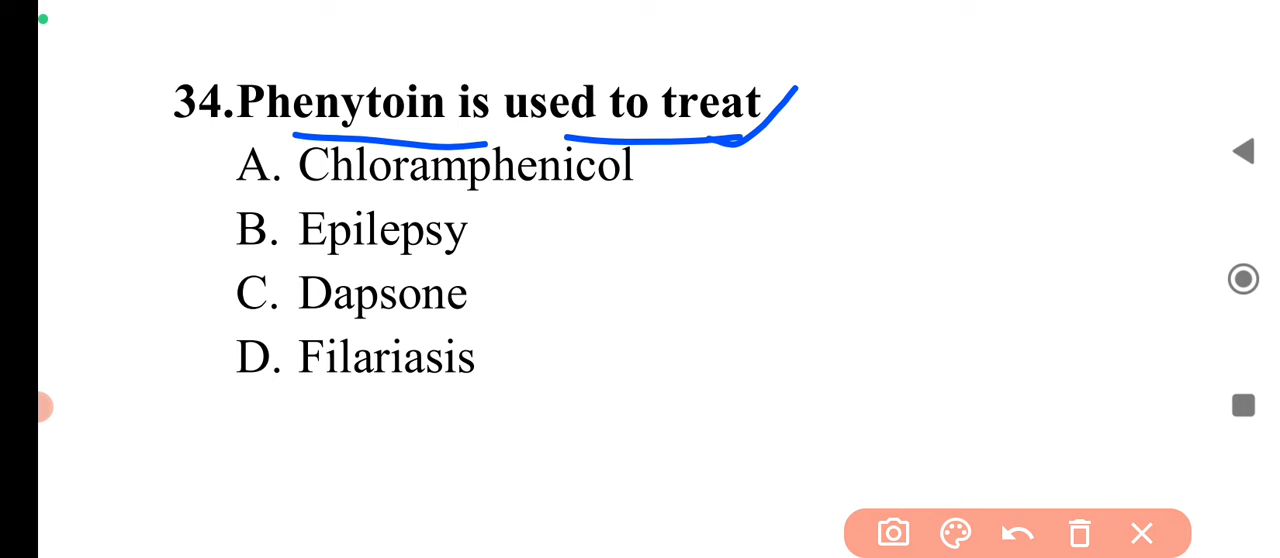 34.Phenytoin is used to treat
A. Chloramphenicol
B. Epilepsy
C. Dapsone
D. Filariasis